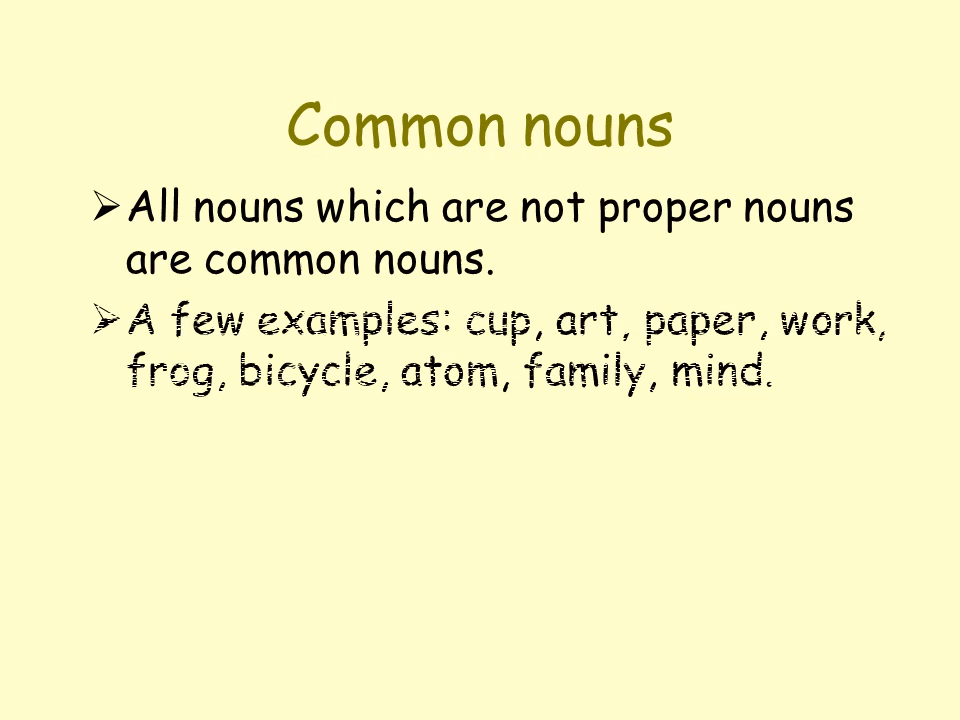 Common nouns
➢All nouns which are not proper nouns
are common nouns.
➢A few examples: cup, art, paper, work,
frog, bicycle, atom, family, mind.